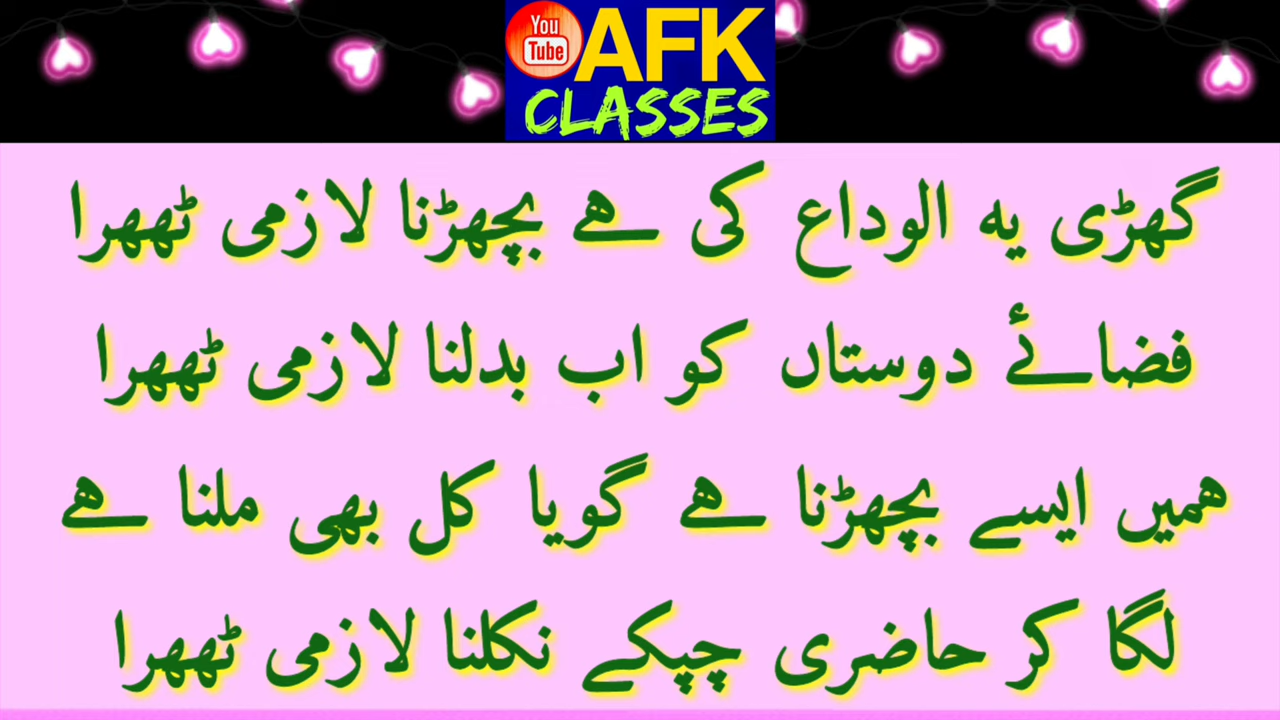 You
Tube
AFK
CLASSES
گھڑی یہ الوداع کی ہے بچھڑنا لازمی ٹھہرا
فضائے دوستاں کو اب بدلنا لازمی ٹھہرا
ہمیں ایسے بچھڑنا ہے گویا کل بھی ملنا ہے
لگا کر حاضری چپکے نکلنا لازمی ٹھہرا